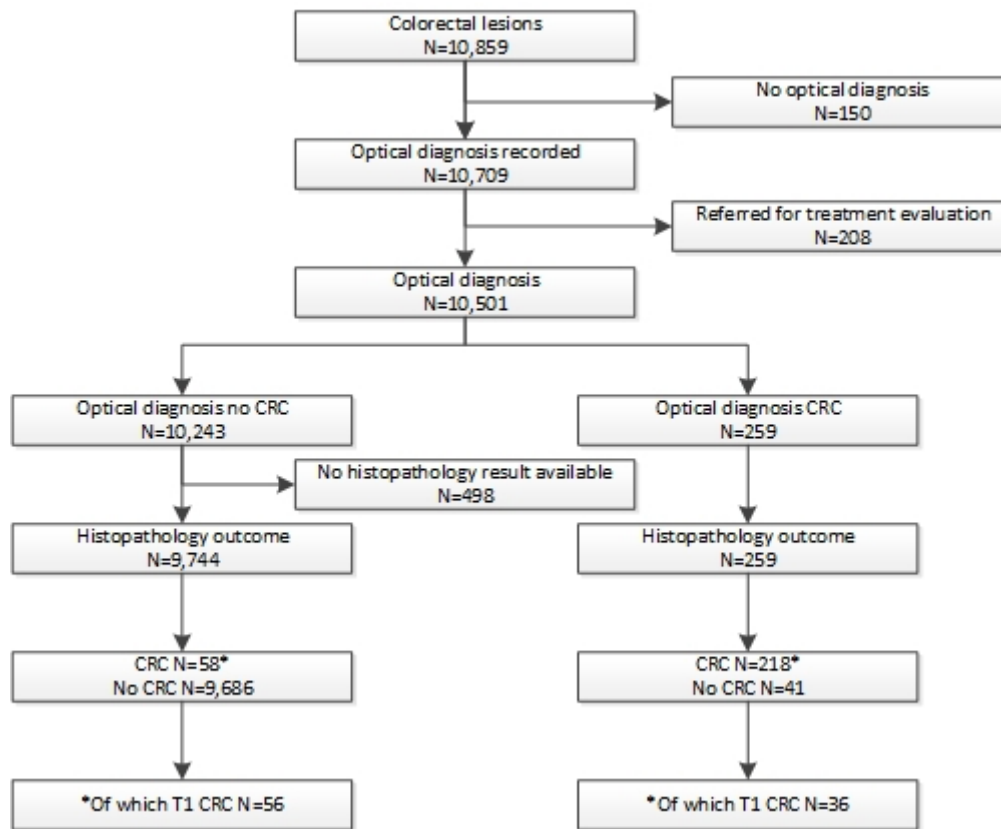 Colorectal lesions
N=10,859
No optical diagnosis
N=150
Optical diagnosis recorded
N=10,709
Referred for treatment evaluation
N=208
Optical diagnosis
N=10,501
Optical diagnosis no CRC
N=10,243
Optical diagnosis CRC
N=259
No histopathology result available
N=498
Histopathology outcome
N=9,744
Histopathology outcome
N=259
CRC N=58*
No CRC N=9,686
CRC N=218*
No CRC N=41
*Of which T1 CRC N=56
*Of which T1 CRC N=36